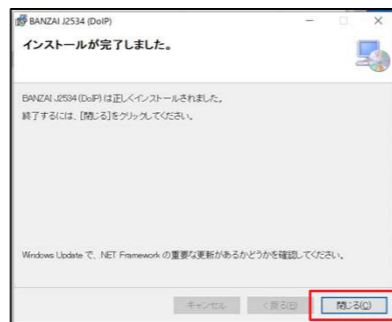 BANZAI J2534 (DoIP)
インストールが完了しました。
BANZAI J2534 (DoIP) は正しくインストールされました。
終了するには、[閉じる]をクリックしてください。
Windows Update で、.NET Framework の重要な更新があるかどうかを確認してください。
キャンセル
< 戻る(B)
閉じる(C)